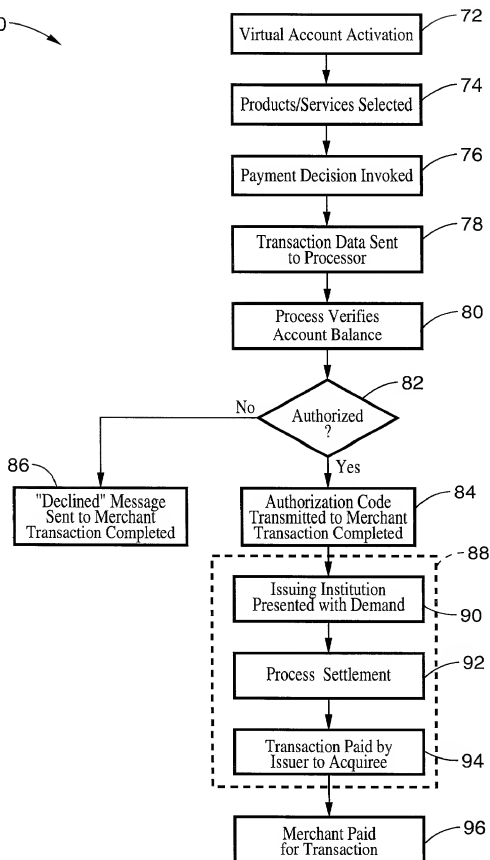 0
72
Virtual Account Activation
74
Products/Services Selected
76
Payment Decision Invoked
78
Transaction Data Sent
to Processor
80
Process Verifies
Account Balance
82
No
Authorized
?
Yes
86
"Declined" Message
Sent to Merchant
Transaction Completed
84
Authorization Code
Transmitted to Merchant
Transaction Completed
88
Issuing Institution
Presented with Demand
90
Process Settlement
92
Transaction Paid by
Issuer to Acquiree
94
Merchant Paid
for Transaction
96